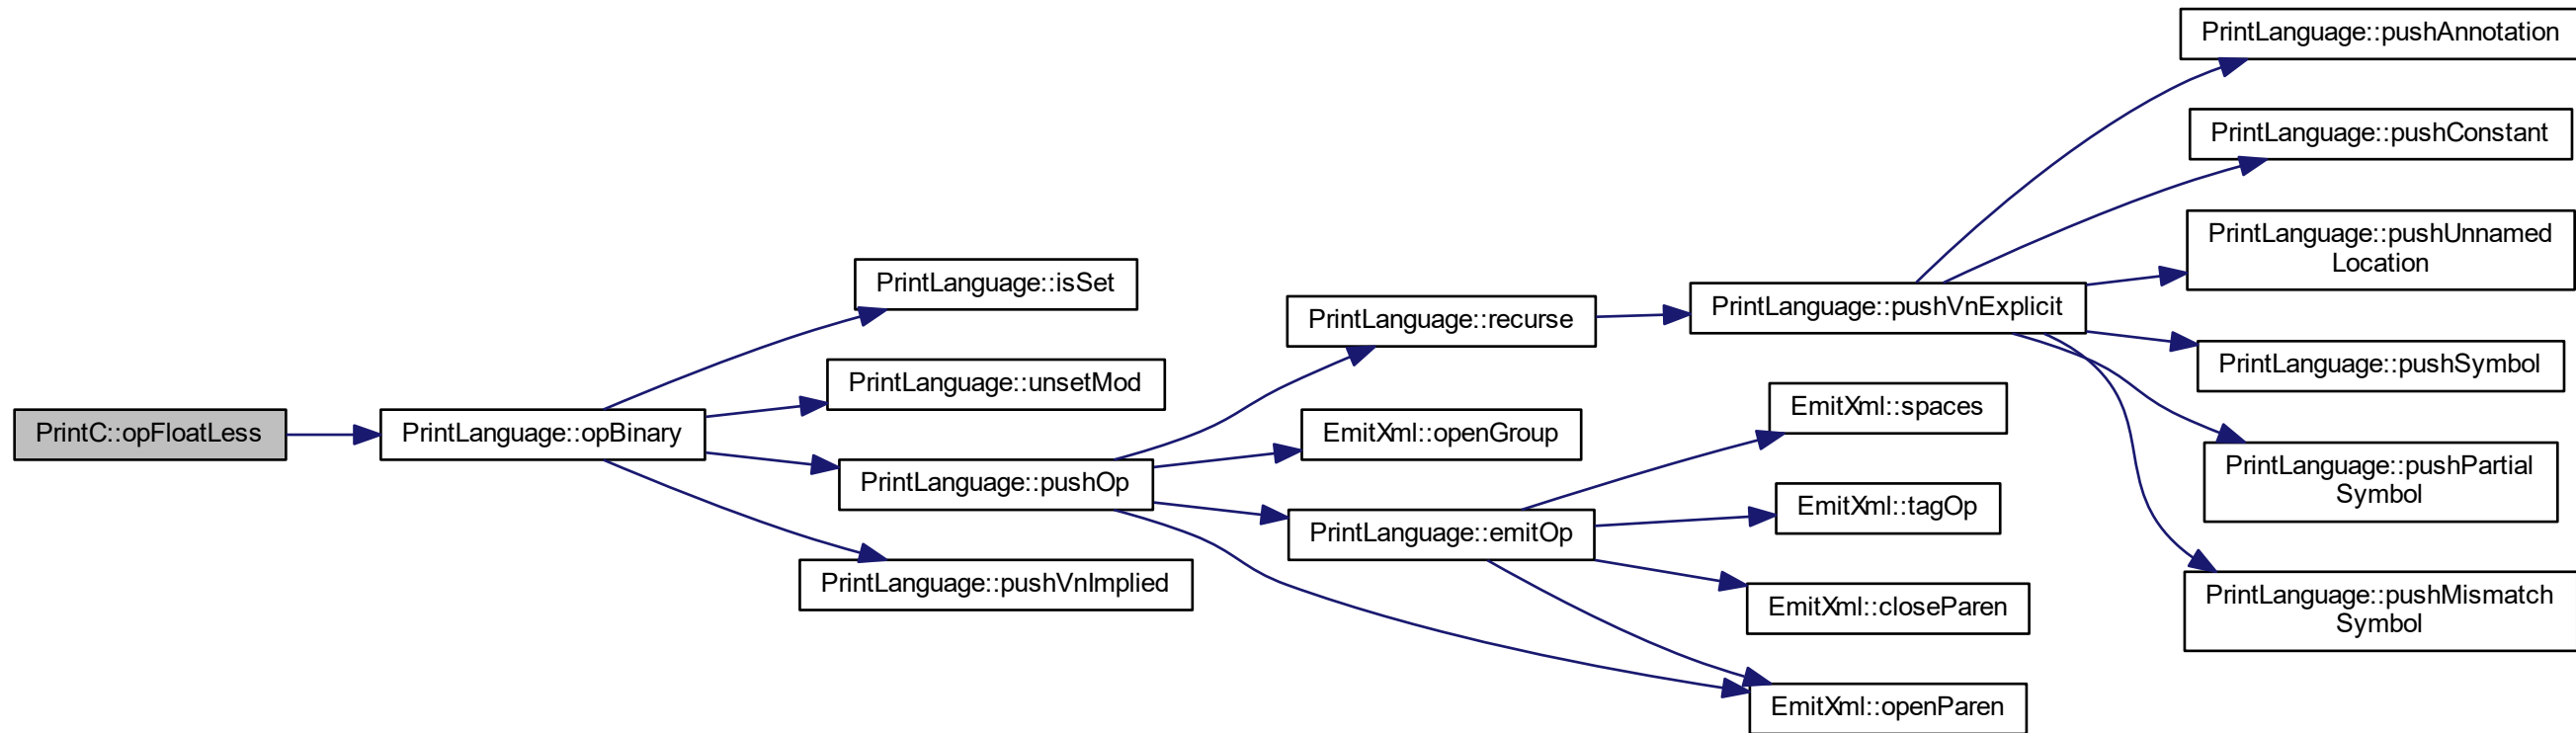 PrintLanguage::pushAnnotation
PrintLanguage::pushConstant
PrintLanguage::pushUnnamed
Location
PrintLanguage::isSet
PrintLanguage::recurse
PrintLanguage::pushVnExplicit
PrintLanguage::pushSymbol
PrintLanguage::unsetMod
EmitXml::spaces
PrintC::opFloatLess
PrintLanguage::opBinary
EmitXml::openGroup
PrintLanguage::pushPartial
Symbol
PrintLanguage::pushOp
EmitXml::tagOp
PrintLanguage::emitOp
PrintLanguage::pushVnImplied
EmitXml::closeParen
PrintLanguage::pushMismatch
Symbol
EmitXml::openParen